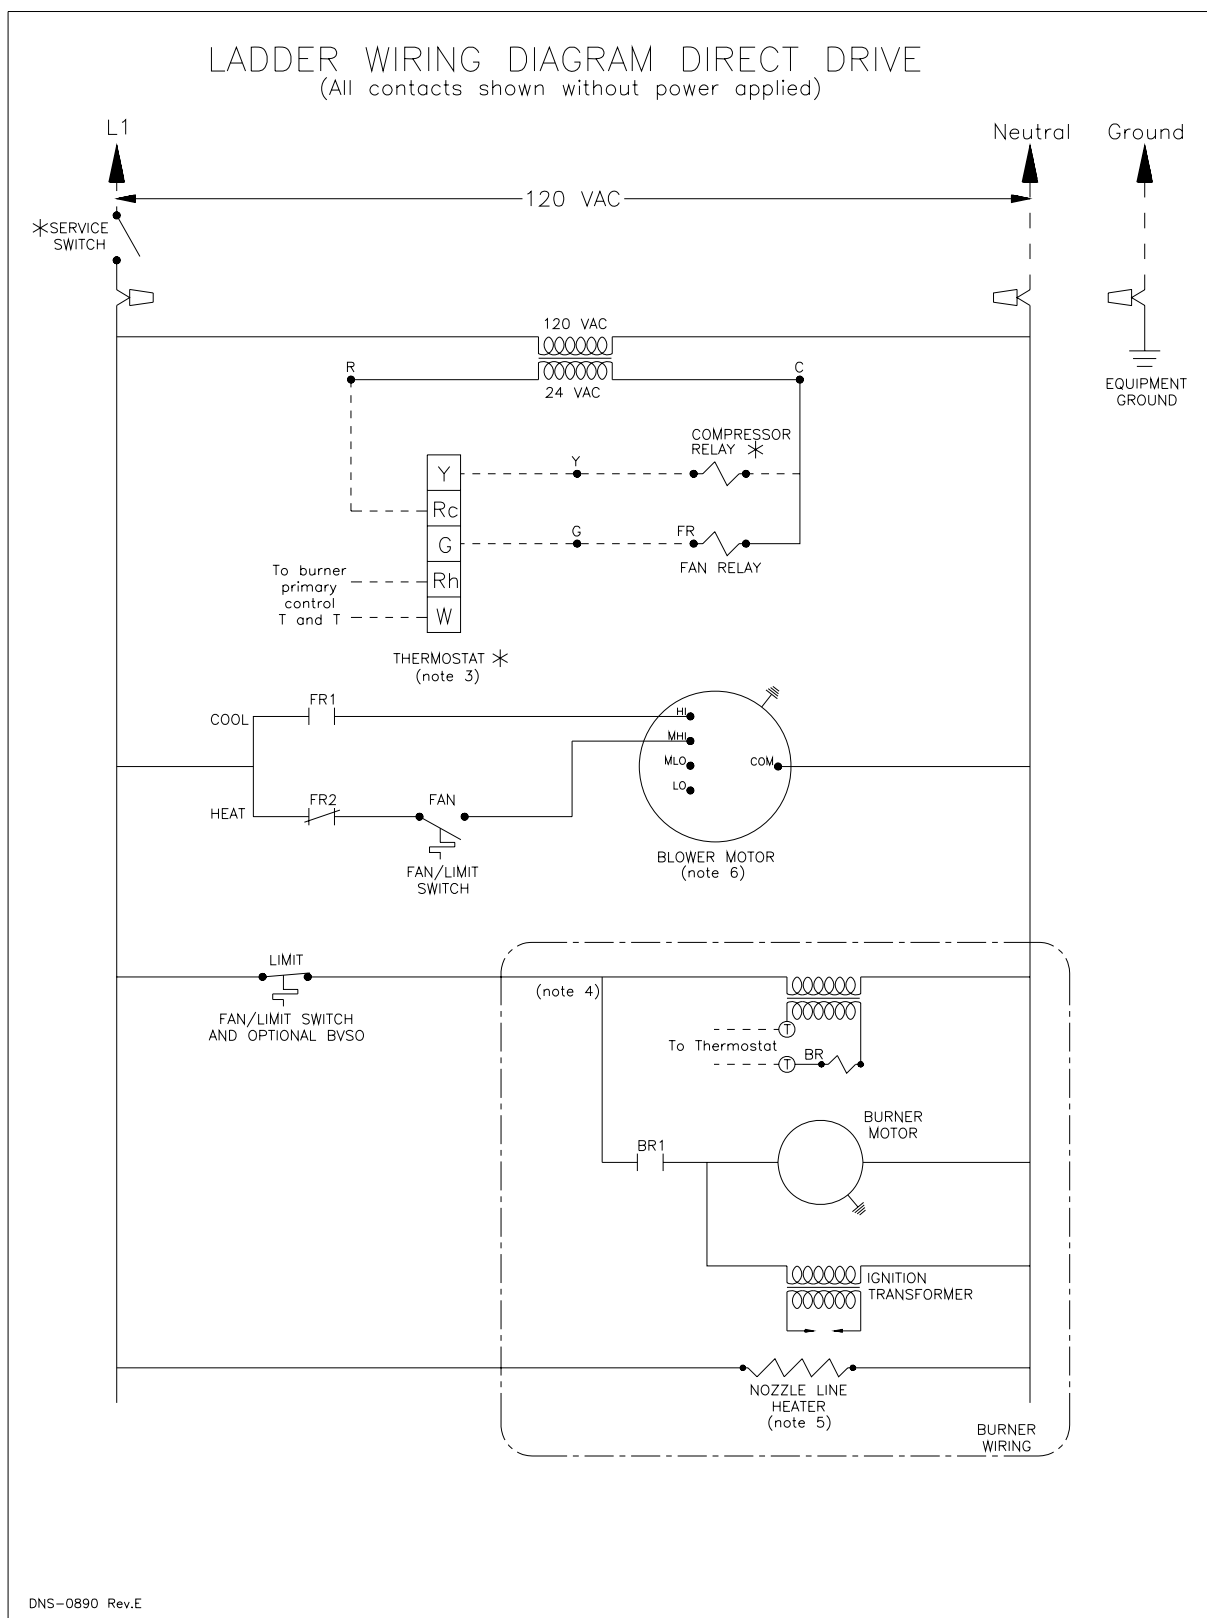 LADDER WIRING DIAGRAM DIRECT DRIVE
(All contacts shown without power applied)
L1
Neutral
Ground
120 VAC
*SERVICE
SWITCH
120 VAC
R
C
24 VAC
EQUIPMENT
GROUND
COMPRESSOR
RELAY *
Y
Y
Rc
G
G
FR
FAN RELAY
Rh
W
To burner
primary
control
T and T
THERMOSTAT *
(note 3)
FR1
COOL
HI
MHI
MLO
LO
COM
HEAT
FR2
FAN
FAN/LIMIT
SWITCH
BLOWER MOTOR
(note 6)
LIMIT
FAN/LIMIT SWITCH
AND OPTIONAL BVSO
(note 4)
T
To Thermostat
BR
T
BURNER
MOTOR
BR1
IGNITION
TRANSFORMER
NOZZLE LINE
HEATER
(note 5)
BURNER
WIRING
DNS-0890 Rev.E